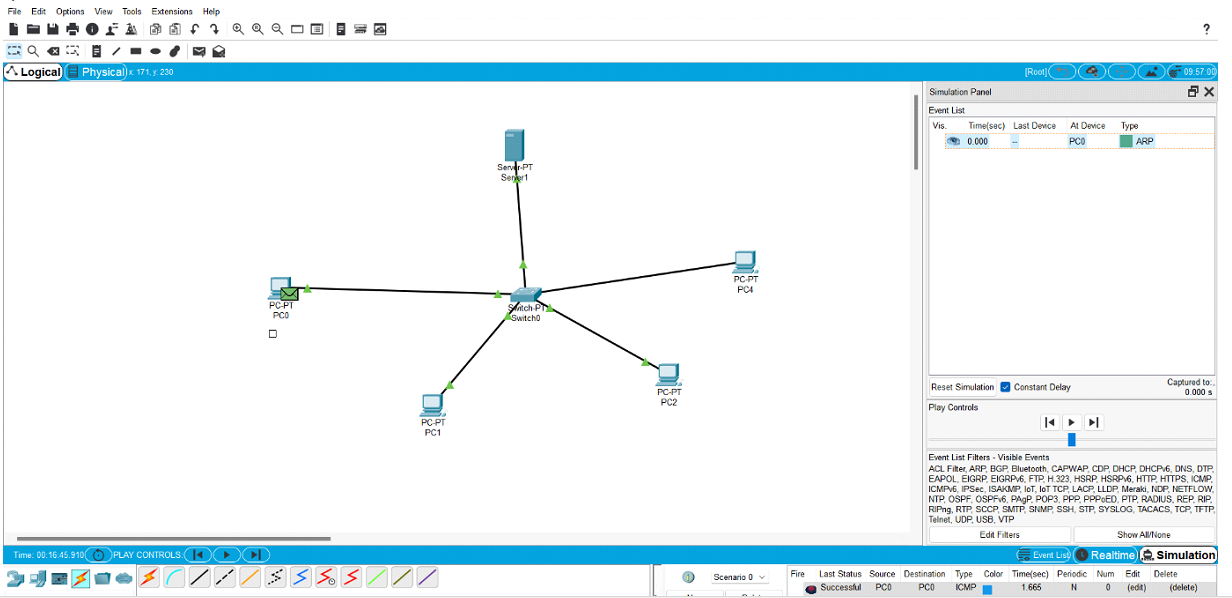 File Edit Options View Tools Extensions Help
?
Logical Physical x: 171, y: 230 [Root] 09:57:00
Simulation Panel
Event List
Vis. Time(sec) Last Device At Device Type
0.000 -- PC0 ARP
Server-PT
Server1
PC-PT
PC4
PC-PT
PC0
Switch-PT
Switch0
PC-PT
PC2
PC-PT
PC1
Reset Simulation Constant Delay Captured to:
0.000 s
Play Controls
Event List Filters - Visible Events
ACL Filter, ARP, BGP, Bluetooth, CAPWAP, CDP, DHCP, DHCPv6, DNS, DTP,
EAPOL, EIGRP, EIGRPv6, FTP, H.323, HSRP, HSRPv6, HTTP, HTTPS, ICMP,
ICMPv6, IPSec, ISAKMP, IoT, IoT TCP, LACP, LLDP, Meraki, NDP, NETFLOW,
NTP, OSPF, OSPFv6, PAgP, POP3, PPP, PPPoED, PTP, RADIUS, REP, RIP,
RIPng, RTP, SCCP, SMTP, SNMP, SSH, STP, SYSLOG, TACACS, TCP, TFTP,
Telnet, UDP, USB, VTP
Edit Filters Show All/None
Time: 00:16:45.910 PLAY CONTROLS: Event List Realtime Simulation
Scenario 0 Fire Last Status Source Destination Type Color Time(sec) Periodic Num Edit Delete
Successful PC0 PC0 ICMP 1.665 N 0 (edit) (delete)